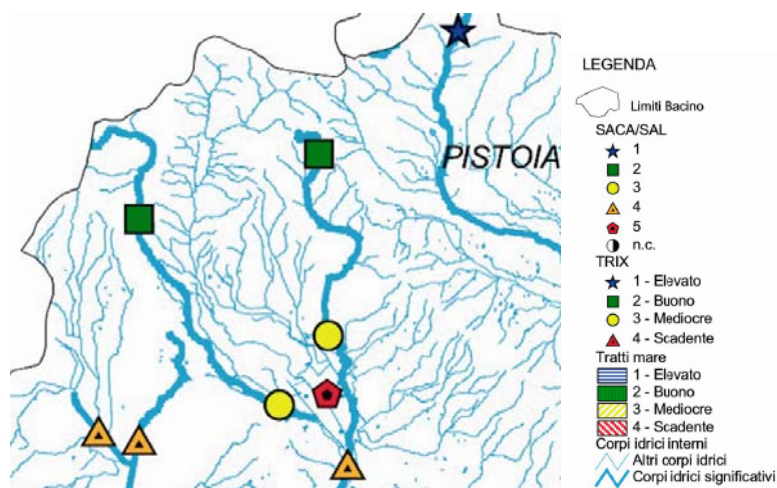 PISTOIA
LEGENDA
Limiti Bacino
SACA/SAL
1
2
3
4
5
n.c.
TRIX
1 - Elevato
2 - Buono
3 - Mediocre
4 - Scadente
Tratti mare
1 - Elevato
2 - Buono
3 - Mediocre
4 - Scadente
Corpi idrici interni
Altri corpi idrici
Corpi idrici significativi